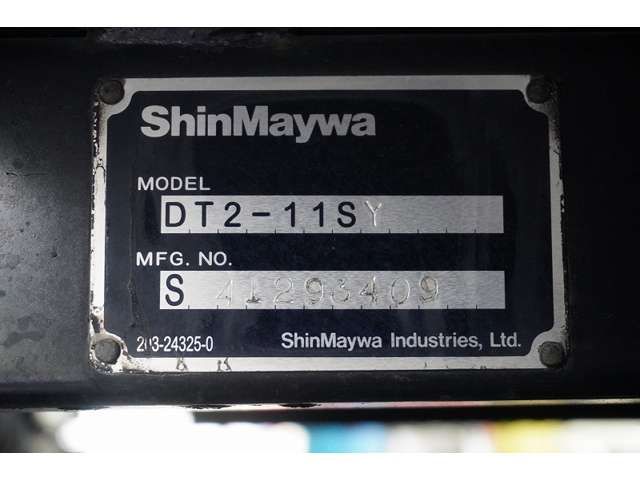 ShinMaywa
MODEL
DT2-11SY
MFG. NO.
S 41293409
203-24325-0 ShinMaywa Industries, Ltd.